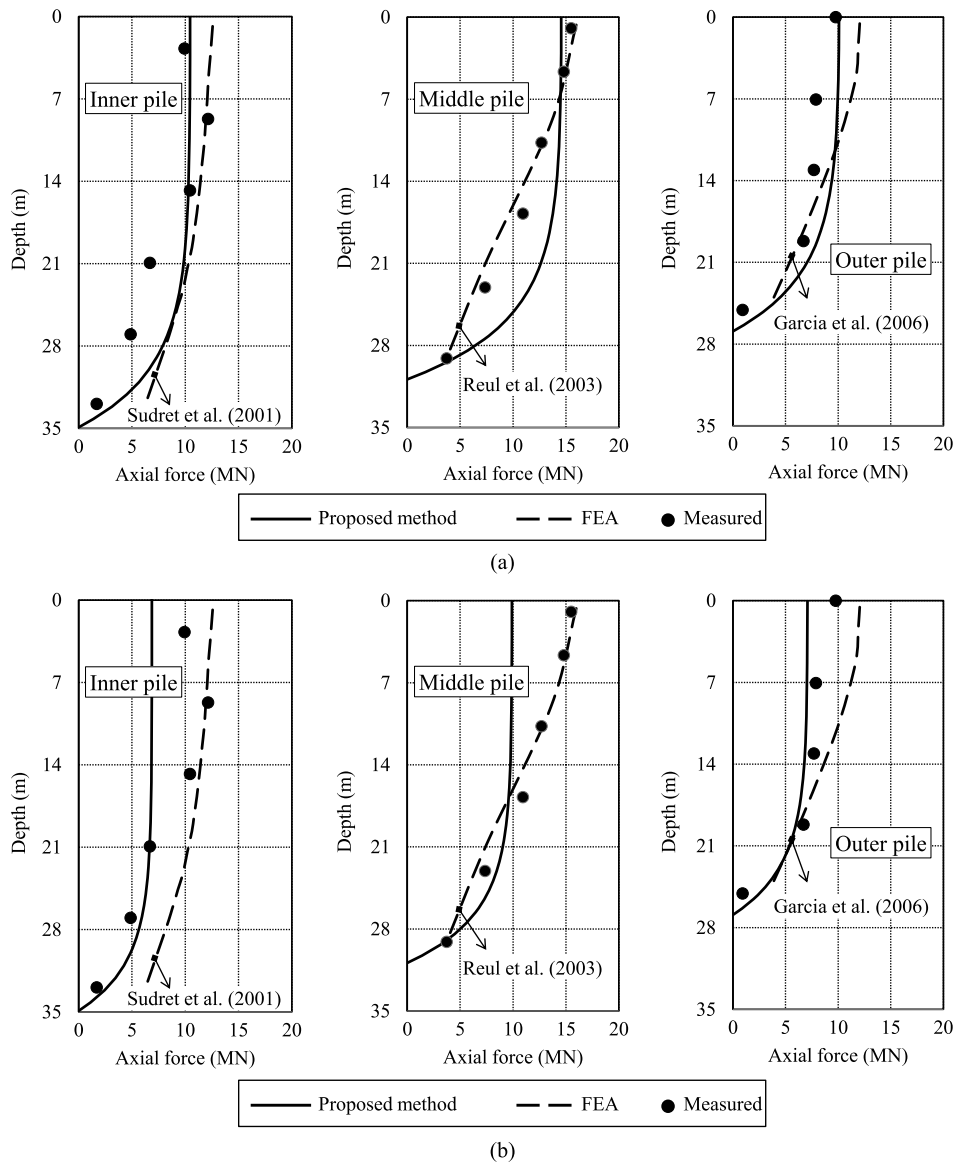 0
7
14
21
28
35
Depth (m)
Inner pile
Sudret et al. (2001)
0 5 10 15 20
Axial force (MN)
0
7
14
21
28
35
Depth (m)
Middle pile
Reul et al. (2003)
0 5 10 15 20
Axial force (MN)
0
7
14
21
28
35
Depth (m)
Outer pile
Garcia et al. (2006)
0 5 10 15 20
Axial force (MN)
Proposed method FEA Measured
(a)
0
7
14
21
28
35
Depth (m)
Inner pile
Sudret et al. (2001)
0 5 10 15 20
Axial force (MN)
0
7
14
21
28
35
Depth (m)
Middle pile
Reul et al. (2003)
0 5 10 15 20
Axial force (MN)
0
7
14
21
28
35
Depth (m)
Outer pile
Garcia et al. (2006)
0 5 10 15 20
Axial force (MN)
Proposed method FEA Measured
(b)